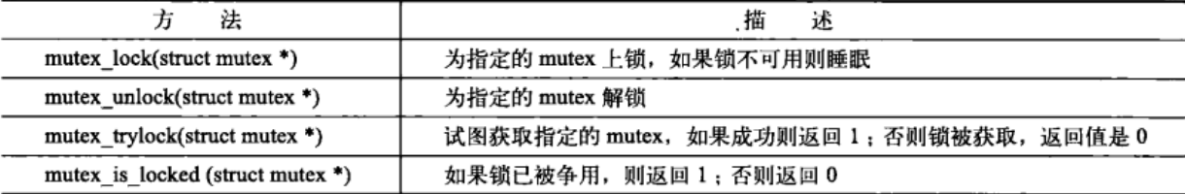 方 法 描 述
mutex_lock(struct mutex *) 为指定的 mutex 上锁，如果锁不可用则睡眠
mutex_unlock(struct mutex *) 为指定的 mutex 解锁
mutex_trylock(struct mutex *) 试图获取指定的 mutex，如果成功则返回 1；否则锁被获取，返回值是 0
mutex_is_locked (struct mutex *) 如果锁已被争用，则返回 1；否则返回 0